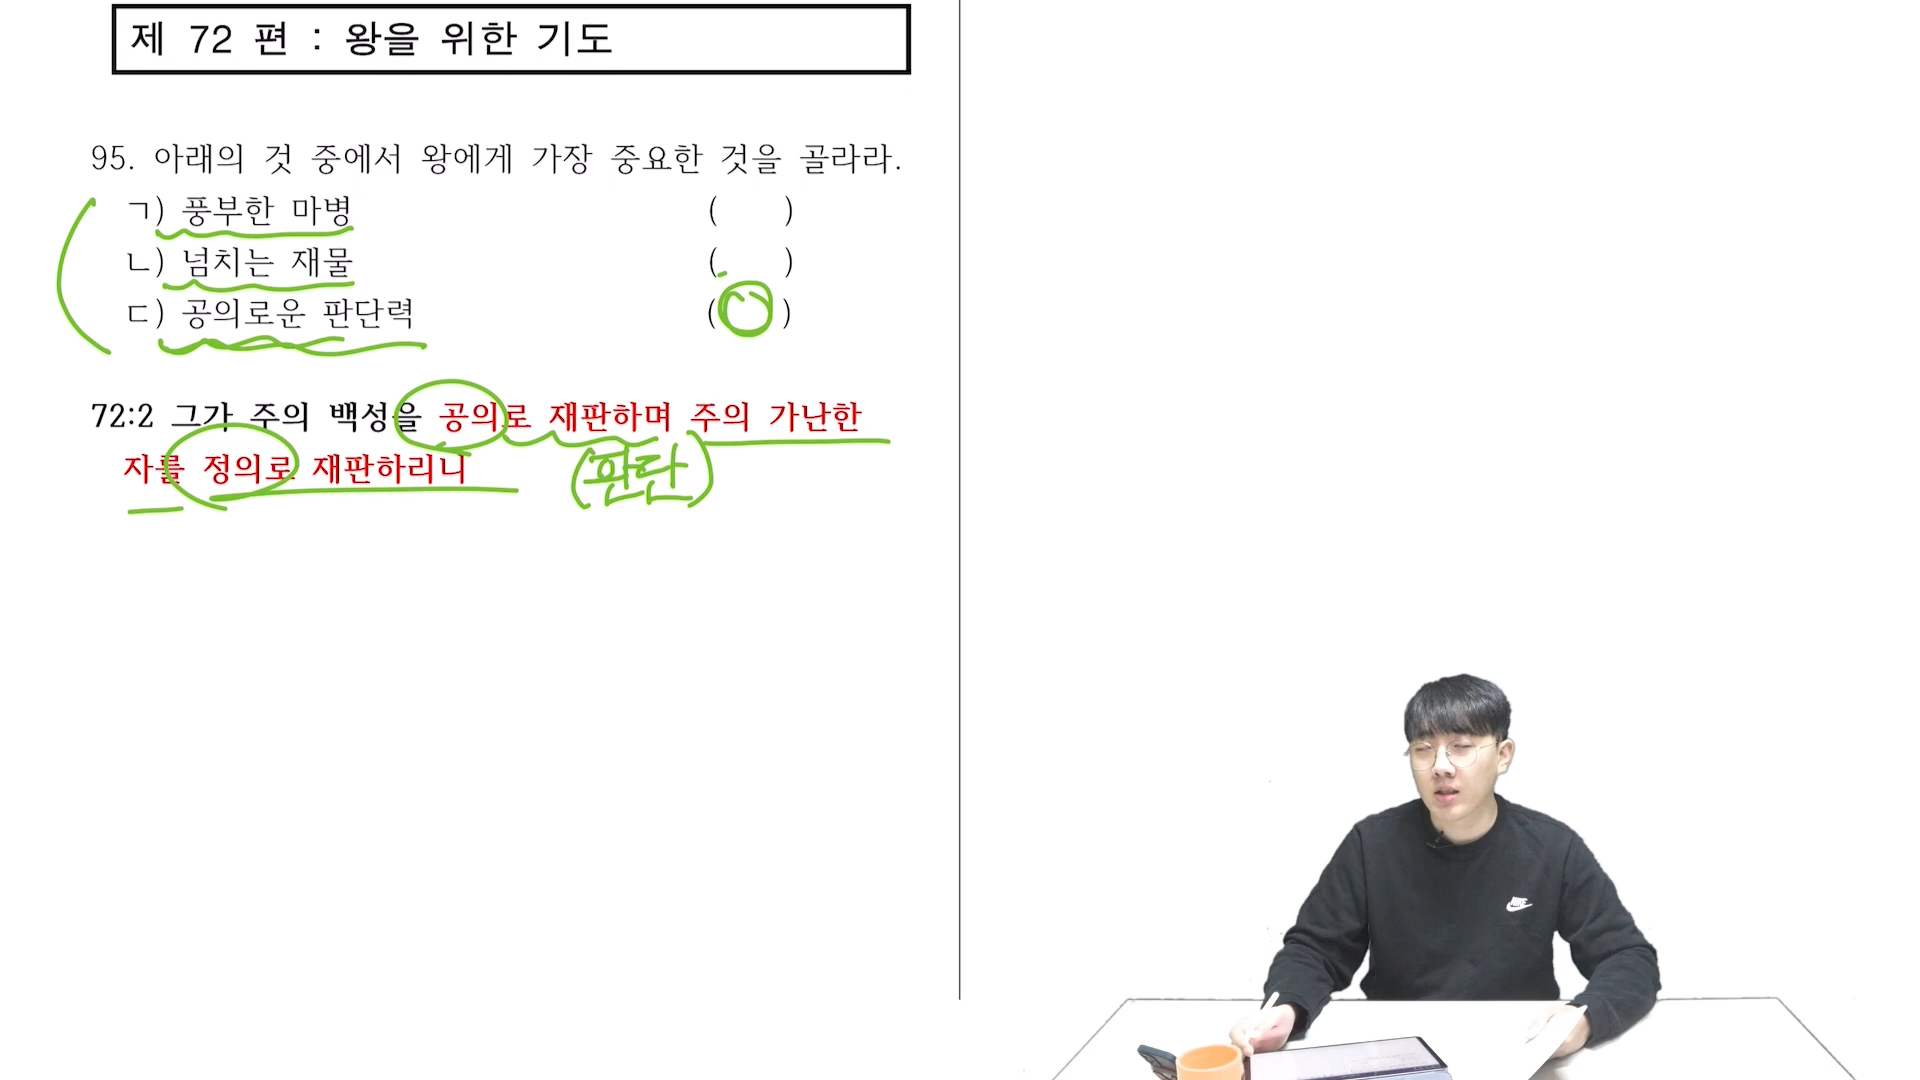 제 72 편 : 왕을 위한 기도
95. 아래의 것 중에서 왕에게 가장 중요한 것을 골라라.
ㄱ) 풍부한 마병 ( )
ㄴ) 넘치는 재물 ( )
ㄷ) 공의로운 판단력 (○)
72:2 그가 주의 백성을 공의로 재판하며 주의 가난한
자를 정의로 재판하리니
(판단)
NIKE